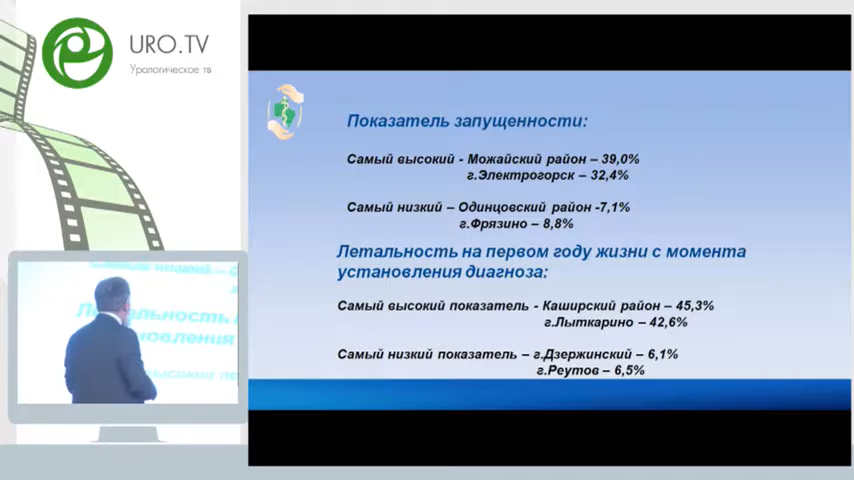 URO.TV
Урологическое тв
Показатель запущенности:
Самый высокий - Можайский район – 39,0%
г.Электрогорск – 32,4%
Самый низкий – Одинцовский район -7,1%
г.Фрязино – 8,8%
Летальность на первом году жизни с момента
установления диагноза:
Самый высокий показатель - Каширский район – 45,3%
г.Лыткарино – 42,6%
Самый низкий показатель – г.Дзержинский – 6,1%
г.Реутов – 6,5%